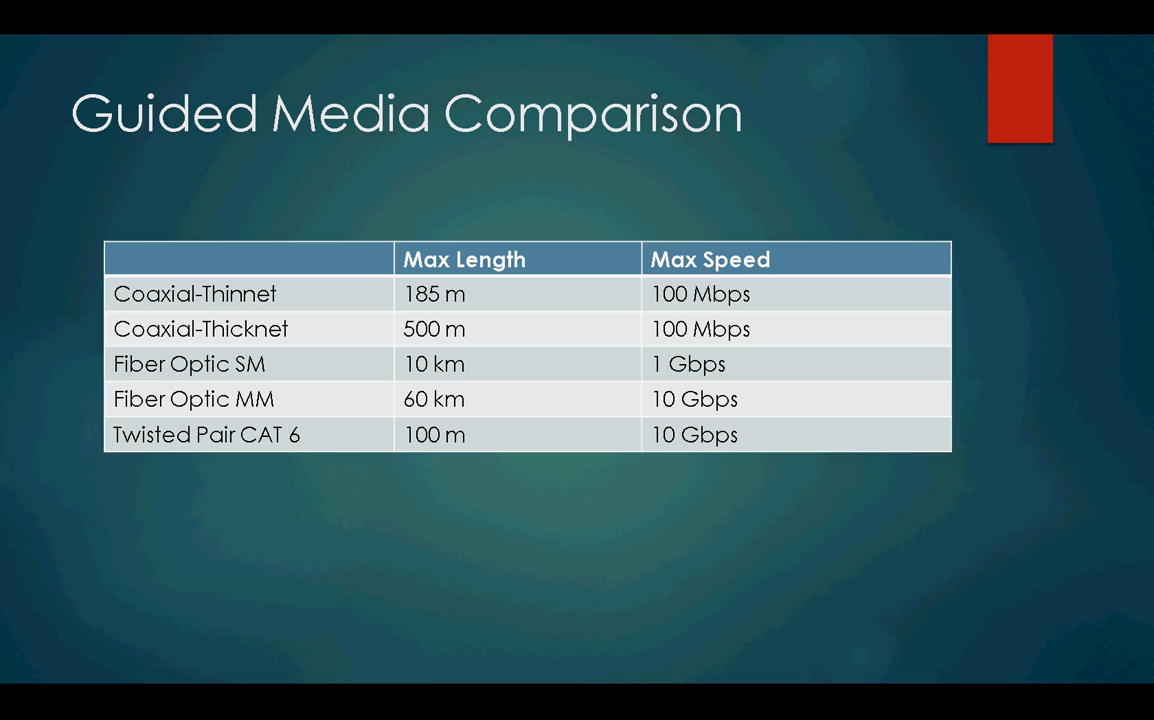 Guided Media Comparison
Max Length Max Speed
Coaxial-Thinnet 185 m 100 Mbps
Coaxial-Thicknet 500 m 100 Mbps
Fiber Optic SM 10 km 1 Gbps
Fiber Optic MM 60 km 10 Gbps
Twisted Pair CAT 6 100 m 10 Gbps